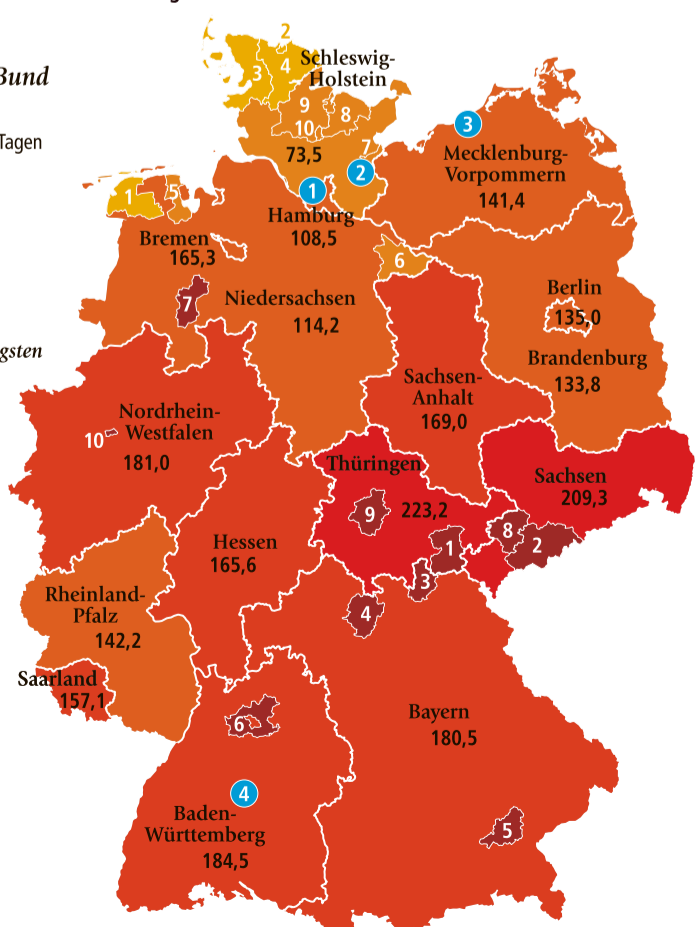 Bund
Tagen
gsten
2
3
4
Schleswig-
Holstein
9
8
10
7
73,5
2
1
3
Mecklenburg-
Vorpommern
141,4
1
5
Hamburg
108,5
Bremen
165,3
6
7
Niedersachsen
114,2
Berlin
135,0
Brandenburg
133,8
Sachsen-
Anhalt
169,0
Nordrhein-
Westfalen
10
181,0
Thüringen
223,2
9
Sachsen
209,3
8
2
1
3
4
Hessen
165,6
Rheinland-
Pfalz
142,2
Saarland
157,1
Bayern
180,5
6
4
Baden-
Württemberg
184,5
5